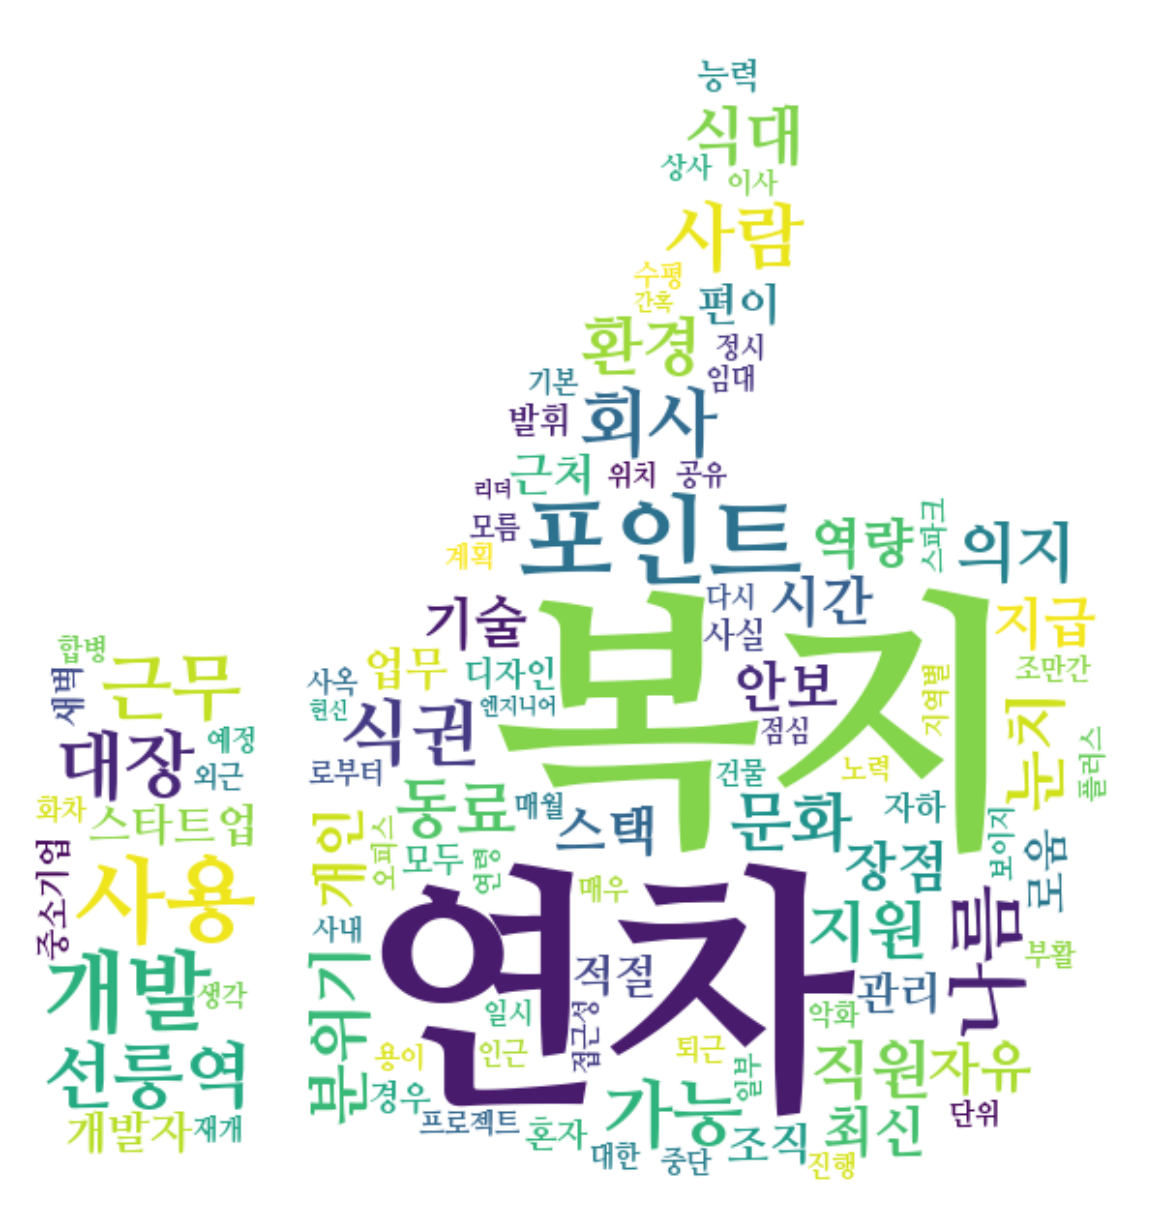 능력
식대
상사
이사
사람
수평
간혹
편이
환경
정시
기본
임대
발휘
회사
근처
위치
공유
리더
모름
포인트
역량
스파크
의지
계획
기술
다시
시간
지급
사실
복지
합병
새벽
근무
사옥
업무
디자인
안보
지역별
조만간
헌신
엔지니어
식권
점심
눈치
플러스
대장
예정
외근
로부터
건물
노력
화차
스타트업
개인
오피스
동료
매월
스택
문화
자하
보이지
로움
중소기업
사용
모두
연령
매우
장점
연차
사내
지원
나름
부활
개발
생각
분위기
적절
관리
일시
접근성
악화
선릉역
용이
인근
퇴근
일부
직원
자유
경우
가능
단위
개발자
재개
프로젝트
혼자
조직
최신
대한
중단
진행